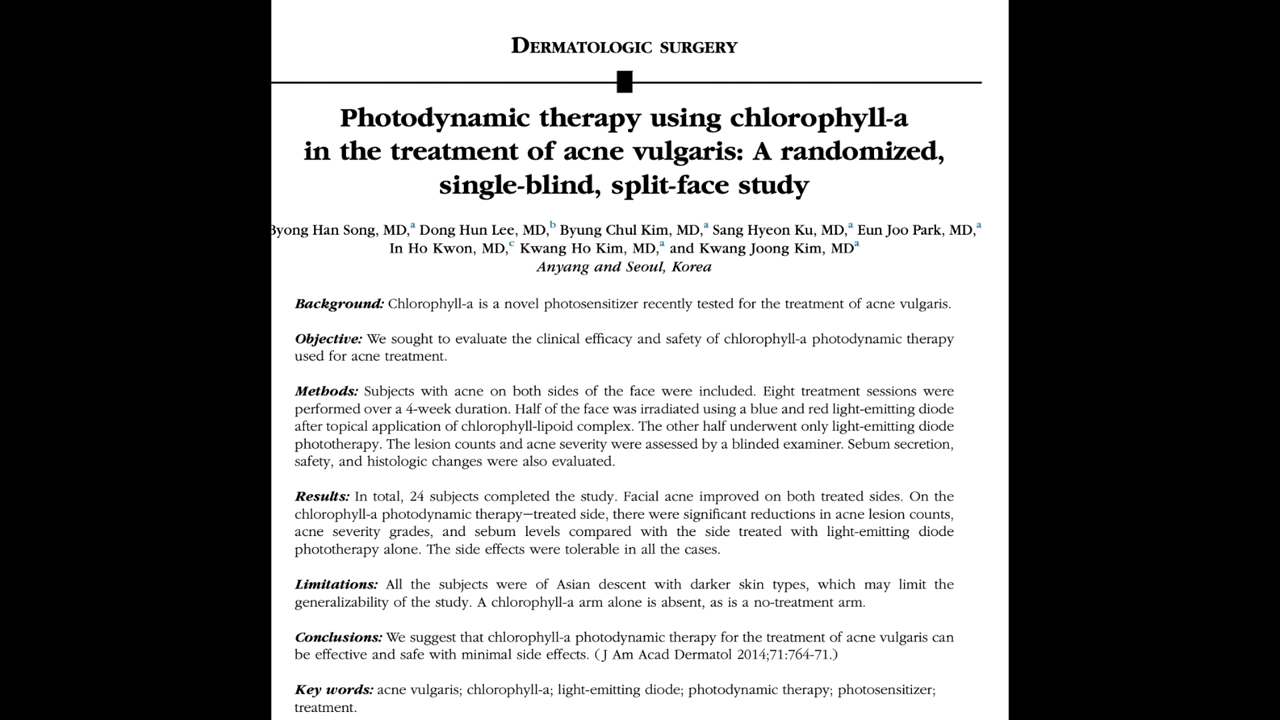 DERMATOLOGIC SURGERY
Photodynamic therapy using chlorophyll-a
in the treatment of acne vulgaris: A randomized,
single-blind, split-face study
Byong Han Song, MD,a Dong Hun Lee, MD,b Byung Chul Kim, MD,a Sang Hyeon Ku, MD,a Eun Joo Park, MD,a
In Ho Kwon, MD,c Kwang Ho Kim, MD,a and Kwang Joong Kim, MDa
Anyang and Seoul, Korea
Background: Chlorophyll-a is a novel photosensitizer recently tested for the treatment of acne vulgaris.
Objective: We sought to evaluate the clinical efficacy and safety of chlorophyll-a photodynamic therapy
used for acne treatment.
Methods: Subjects with acne on both sides of the face were included. Eight treatment sessions were
performed over a 4-week duration. Half of the face was irradiated using a blue and red light-emitting diode
after topical application of chlorophyll-lipoid complex. The other half underwent only light-emitting diode
phototherapy. The lesion counts and acne severity were assessed by a blinded examiner. Sebum secretion,
safety, and histologic changes were also evaluated.
Results: In total, 24 subjects completed the study. Facial acne improved on both treated sides. On the
chlorophyll-a photodynamic therapy–treated side, there were significant reductions in acne lesion counts,
acne severity grades, and sebum levels compared with the side treated with light-emitting diode
phototherapy alone. The side effects were tolerable in all the cases.
Limitations: All the subjects were of Asian descent with darker skin types, which may limit the
generalizability of the study. A chlorophyll-a arm alone is absent, as is a no-treatment arm.
Conclusions: We suggest that chlorophyll-a photodynamic therapy for the treatment of acne vulgaris can
be effective and safe with minimal side effects. ( J Am Acad Dermatol 2014;71:764-71.)
Key words: acne vulgaris; chlorophyll-a; light-emitting diode; photodynamic therapy; photosensitizer;
treatment.